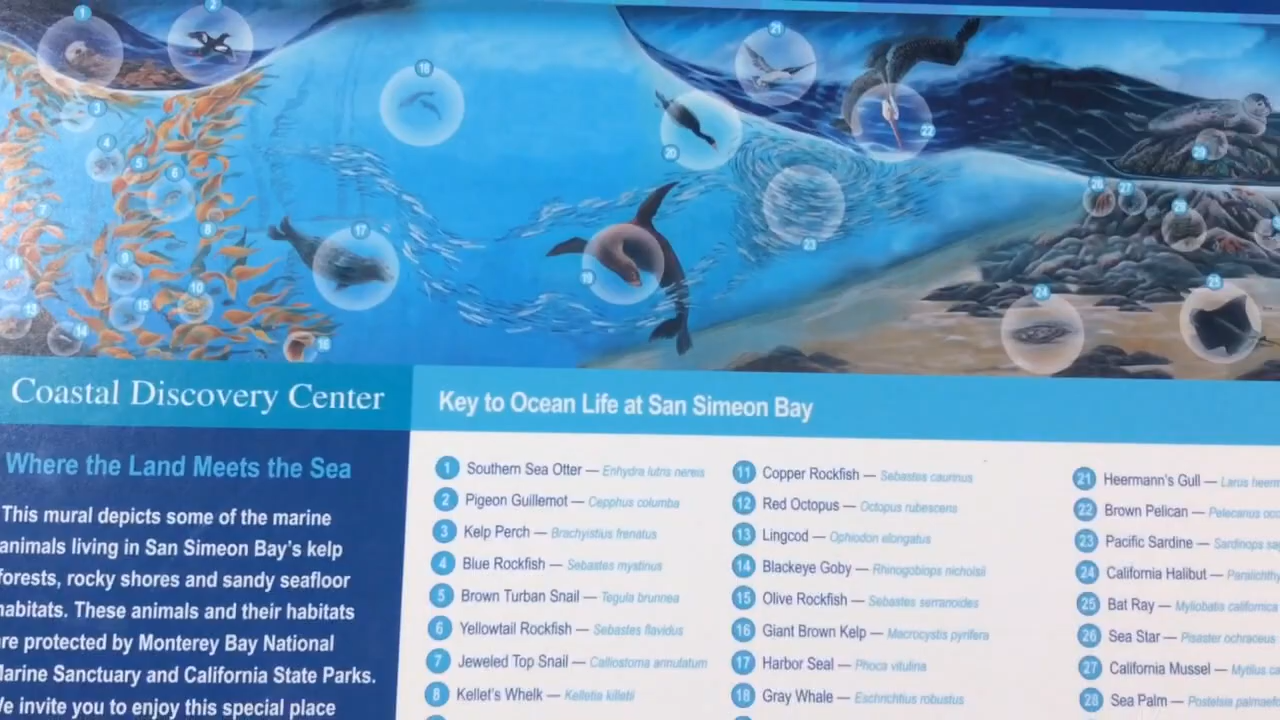 Coastal Discovery Center
Where the Land Meets the Sea
This mural depicts some of the marine
animals living in San Simeon Bay's kelp
forests, rocky shores and sandy seafloor
habitats. These animals and their habitats
are protected by Monterey Bay National
Marine Sanctuary and California State Parks.
We invite you to enjoy this special place
Key to Ocean Life at San Simeon Bay
1 Southern Sea Otter — Enhydra lutris nereis
2 Pigeon Guillemot — Cepphus columba
3 Kelp Perch — Brachyistius frenatus
4 Blue Rockfish — Sebastes mystinus
5 Brown Turban Snail — Tegula brunnea
6 Yellowtail Rockfish — Sebastes flavidus
7 Jeweled Top Snail — Calliostoma annulatum
8 Kellet's Whelk — Kelletia kelletii
11 Copper Rockfish — Sebastes caurinus
12 Red Octopus — Octopus rubescens
13 Lingcod — Ophiodon elongatus
14 Blackeye Goby — Rhinogobiops nicholsii
15 Olive Rockfish — Sebastes serranoides
16 Giant Brown Kelp — Macrocystis pyrifera
17 Harbor Seal — Phoca vitulina
18 Gray Whale — Eschrichtius robustus
21 Heermann's Gull — Larus
22 Brown Pelican — Pelecanus
23 Pacific Sardine — Sardinops
24 California Halibut —
25 Bat Ray — Myliobatis californica
26 Sea Star — Pisaster ochraceus
27 California Mussel — Mytilus
28 Sea Palm — Postelsia